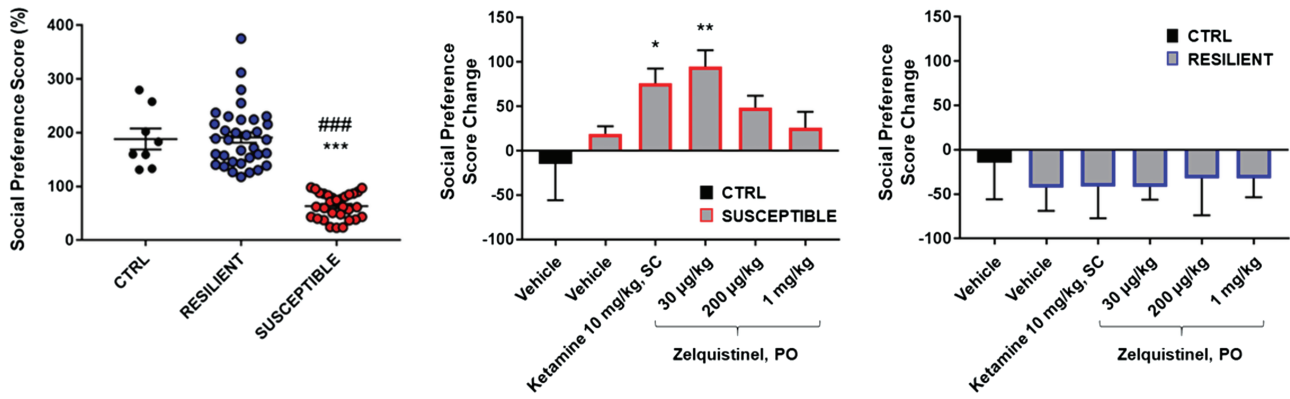 Social Preference Score (%)
400
300
200
100
0
###
***
CTRL
RESILIENT
SUSCEPTIBLE
Social Preference
Score Change
150
100
50
0
-50
-100
*
**
CTRL
SUSCEPTIBLE
Vehicle
Vehicle
Ketamine 10 mg/kg, SC
30 µg/kg
200 µg/kg
1 mg/kg
Zelquistinel, PO
Social Preference
Score Change
150
100
50
0
-50
-100
CTRL
RESILIENT
Vehicle
Vehicle
Ketamine 10 mg/kg, SC
30 µg/kg
200 µg/kg
1 mg/kg
Zelquistinel, PO